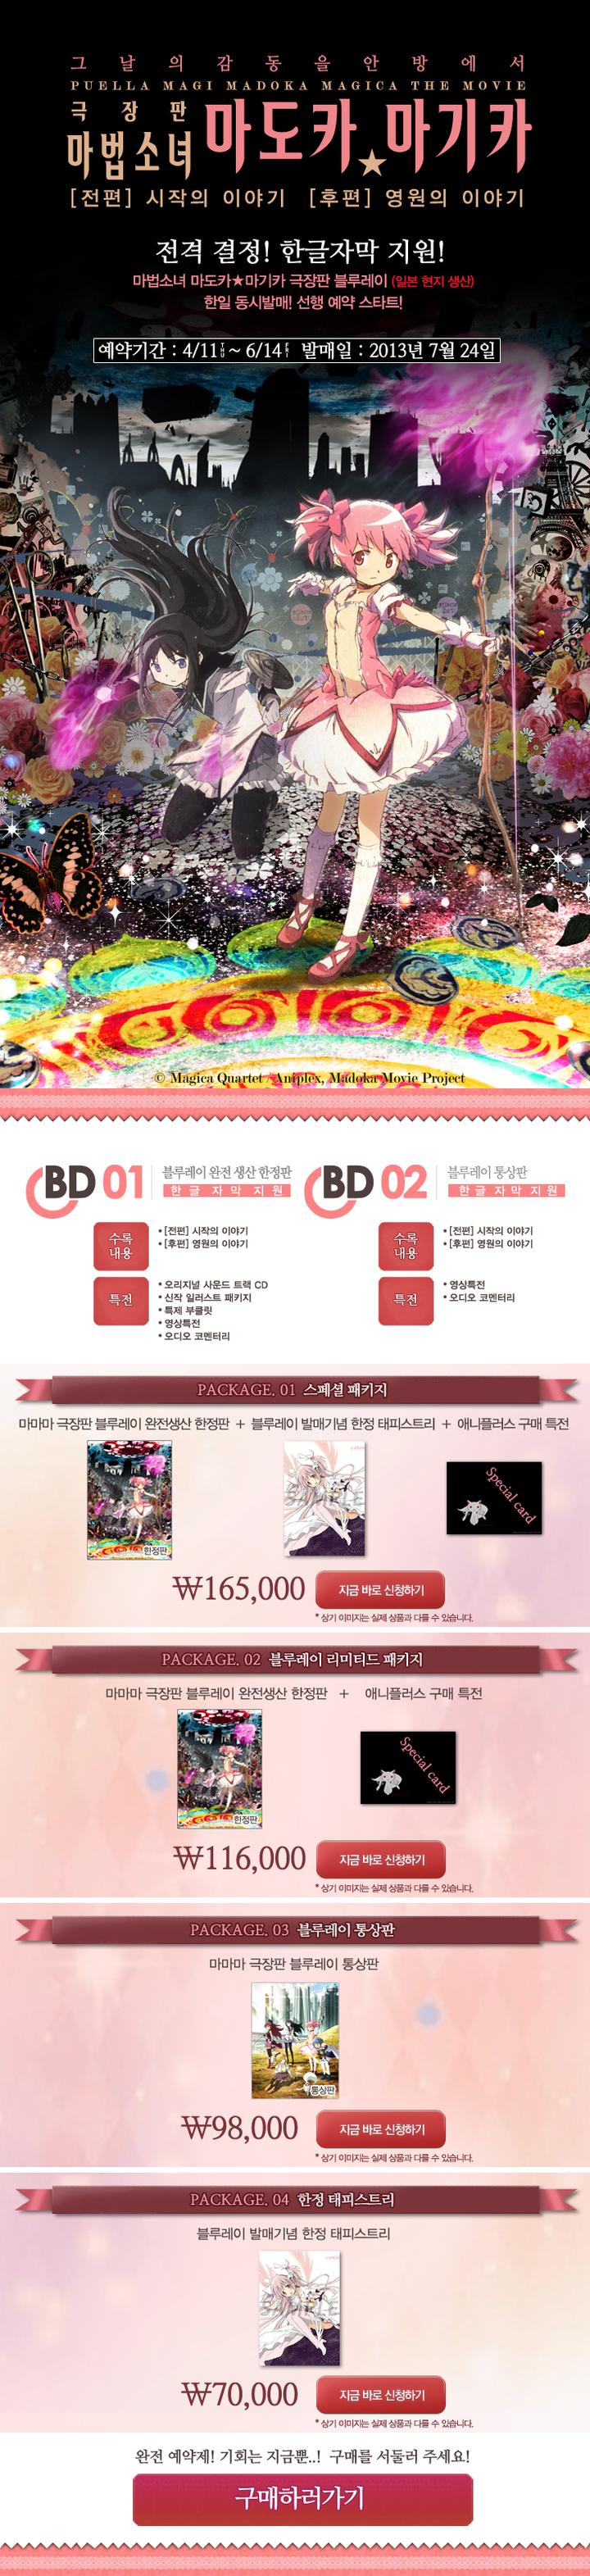 그 날의 감동을 안방에서
PUELLA MAGI MADOKA MAGICA THE MOVIE
극장판
마법소녀 마도카★마기카
[전편] 시작의 이야기 [후편] 영원의 이야기
전격 결정! 한글자막 지원!
마법소녀 마도카★마기카 극장판 블루레이 (일본 현지 생산)
한일 동시발매! 선행 예약 스타트!
예약기간 : 4/11 THU ~ 6/14 FRI 발매일 : 2013년 7월 24일
© Magica Quartet / Aniplex, Madoka Movie Project
BD 01 블루레이 완전 생산 한정판
한글자막지원
수록
내용
• [전편] 시작의 이야기
• [후편] 영원의 이야기
특전
• 오리지널 사운드 트랙 CD
• 신작 일러스트 패키지
• 특제 부클릿
• 영상특전
• 오디오 코멘터리
BD 02 블루레이 통상판
한글자막지원
수록
내용
• [전편] 시작의 이야기
• [후편] 영원의 이야기
특전
• 영상특전
• 오디오 코멘터리
PACKAGE. 01 스페셜 패키지
마마마 극장판 블루레이 완전생산 한정판 + 블루레이 발매기념 한정 태피스트리 + 애니플러스 구매 특전
한정판
Special card
₩165,000 지금 바로 신청하기
* 상기 이미지는 실제 상품과 다를 수 있습니다.
PACKAGE. 02 블루레이 리미티드 패키지
마마마 극장판 블루레이 완전생산 한정판 + 애니플러스 구매 특전
한정판
Special card
₩116,000 지금 바로 신청하기
* 상기 이미지는 실제 상품과 다를 수 있습니다.
PACKAGE. 03 블루레이 통상판
마마마 극장판 블루레이 통상판
통상판
₩98,000 지금 바로 신청하기
* 상기 이미지는 실제 상품과 다를 수 있습니다.
PACKAGE. 04 한정 태피스트리
블루레이 발매기념 한정 태피스트리
₩70,000 지금 바로 신청하기
* 상기 이미지는 실제 상품과 다를 수 있습니다.
완전 예약제! 기회는 지금뿐..! 구매를 서둘러 주세요!
구매하러가기